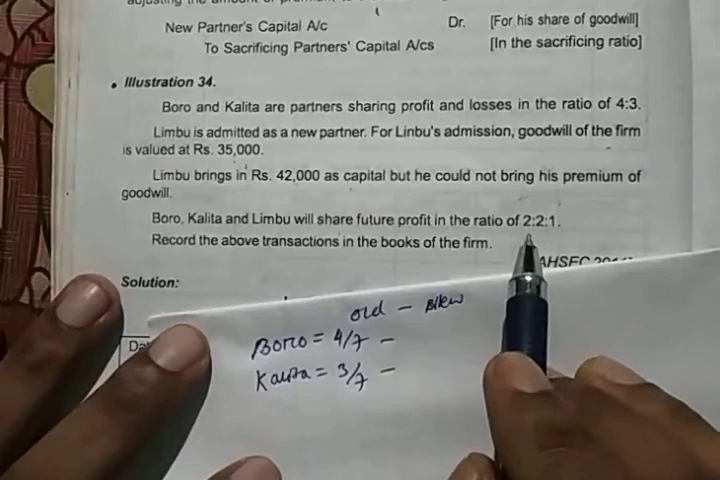 New Partner's Capital A/c Dr. [For his share of goodwill]
To Sacrificing Partners' Capital A/cs [In the sacrificing ratio]
• Illustration 34.
Boro and Kalita are partners sharing profit and losses in the ratio of 4:3.
Limbu is admitted as a new partner. For Linbu's admission, goodwill of the firm
is valued at Rs. 35,000.
Limbu brings in Rs. 42,000 as capital but he could not bring his premium of
goodwill.
Boro, Kalita and Limbu will share future profit in the ratio of 2:2:1.
Record the above transactions in the books of the firm.
AHSEC
Solution:
old -
Boro = 4/7 -
Kalita = 3/7 -